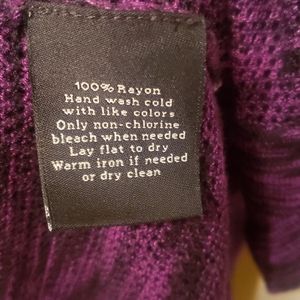 100% Rayon
Hand wash cold
with like colors
Only non-chlorine
bleach when needed
Lay flat to dry
Warm iron if needed
or dry clean